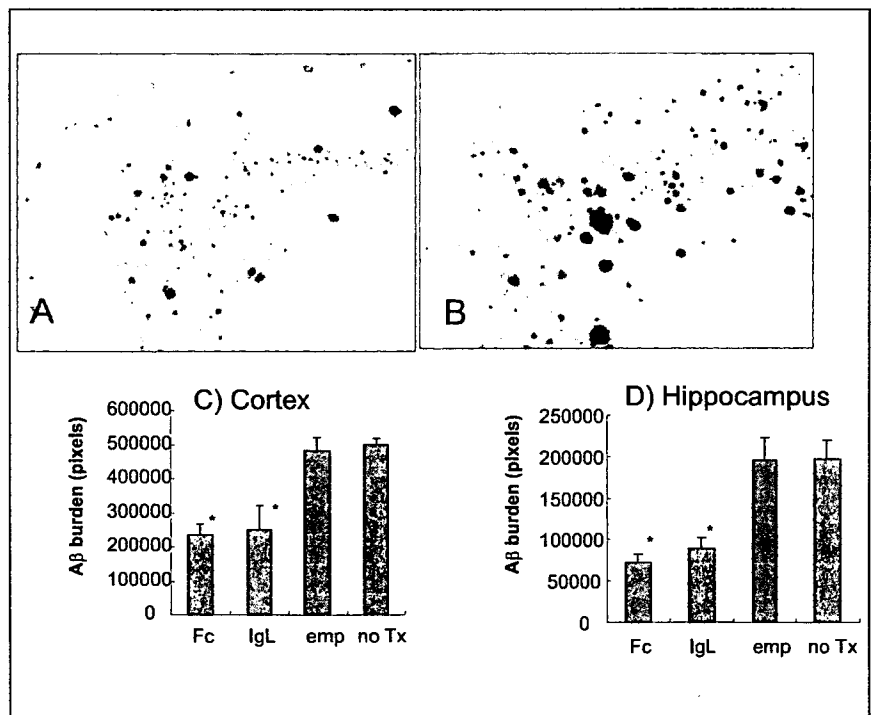 A
B
C) Cortex
Aβ burden (pixels)
600000
500000
400000
300000
200000
100000
0
*
*
Fc IgL emp no Tx
D) Hippocampus
Aβ burden (pixels)
250000
200000
150000
100000
50000
0
*
*
Fc IgL emp no Tx